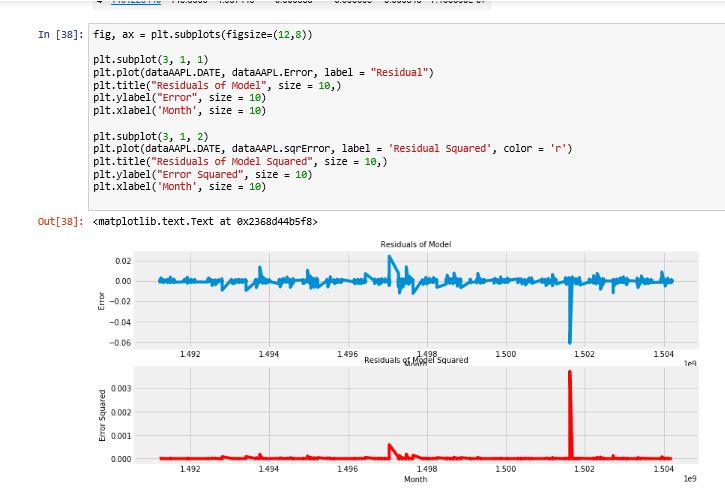 In [38]: fig, ax = plt.subplots(figsize=(12,8))
plt.subplot(3, 1, 1)
plt.plot(dataAAPL.DATE, dataAAPL.Error, label = "Residual")
plt.title("Residuals of Model", size = 10,)
plt.ylabel("Error", size = 10)
plt.xlabel('Month', size = 10)
plt.subplot(3, 1, 2)
plt.plot(dataAAPL.DATE, dataAAPL.sqrError, label = 'Residual Squared', color = 'r')
plt.title("Residuals of Model Squared", size = 10,)
plt.ylabel("Error Squared", size = 10)
plt.xlabel('Month', size = 10)
Out[38]: <matplotlib.text.Text at 0x2368d44b5f8>
Residuals of Model
0.02
0.00
−0.02
−0.04
−0.06
Error
1.492 1.494 1.496 1.498 1.500 1.502 1.504
1e9
Month
Residuals of Model Squared
0.003
0.002
0.001
0.000
Error Squared
1.492 1.494 1.496 1.498 1.500 1.502 1.504
1e9
Month